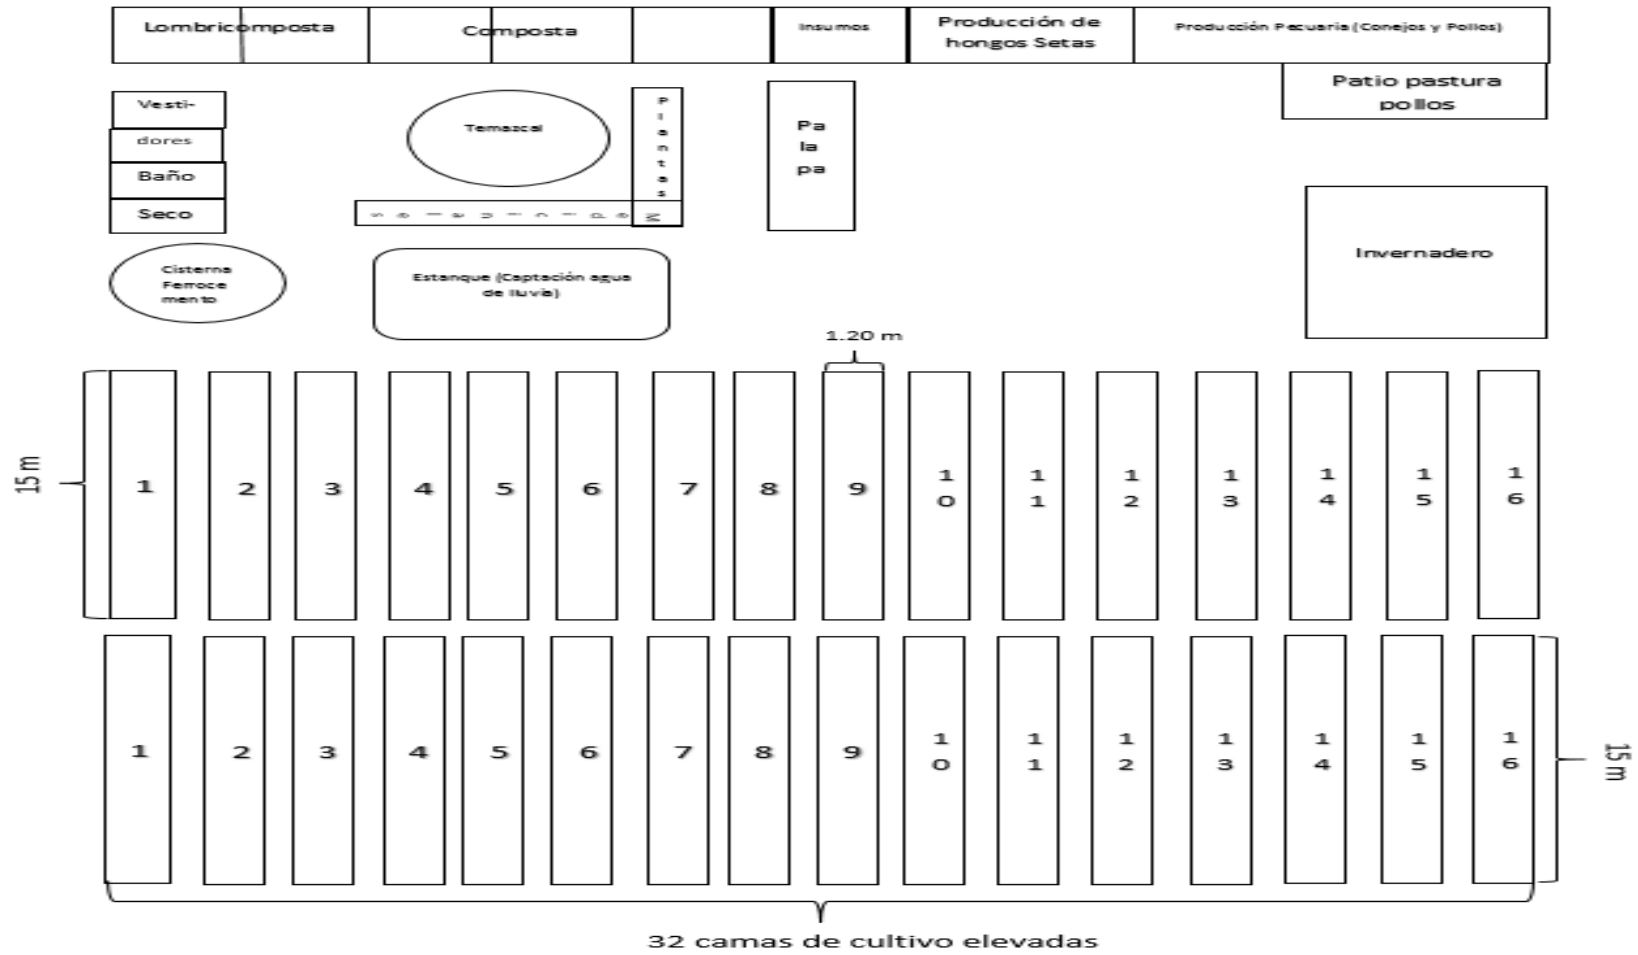 Lombricomposta
Composta
Insumos
Producción de
hongos Setas
Producción Pecuaria (Conejos y Pollos)
Patio pastura
pollos
Vesti-
dores
Baño
Seco
Temazcal
Plantas
Medicinales
Pa
la
pa
Invernadero
Cisterna
Ferroce
mento
Estanque (Captación agua
de lluvia)
1.20 m
15 m
1 2 3 4 5 6 7 8 9 10 11 12 13 14 15 16
1 2 3 4 5 6 7 8 9 10 11 12 13 14 15 16
15 m
32 camas de cultivo elevadas